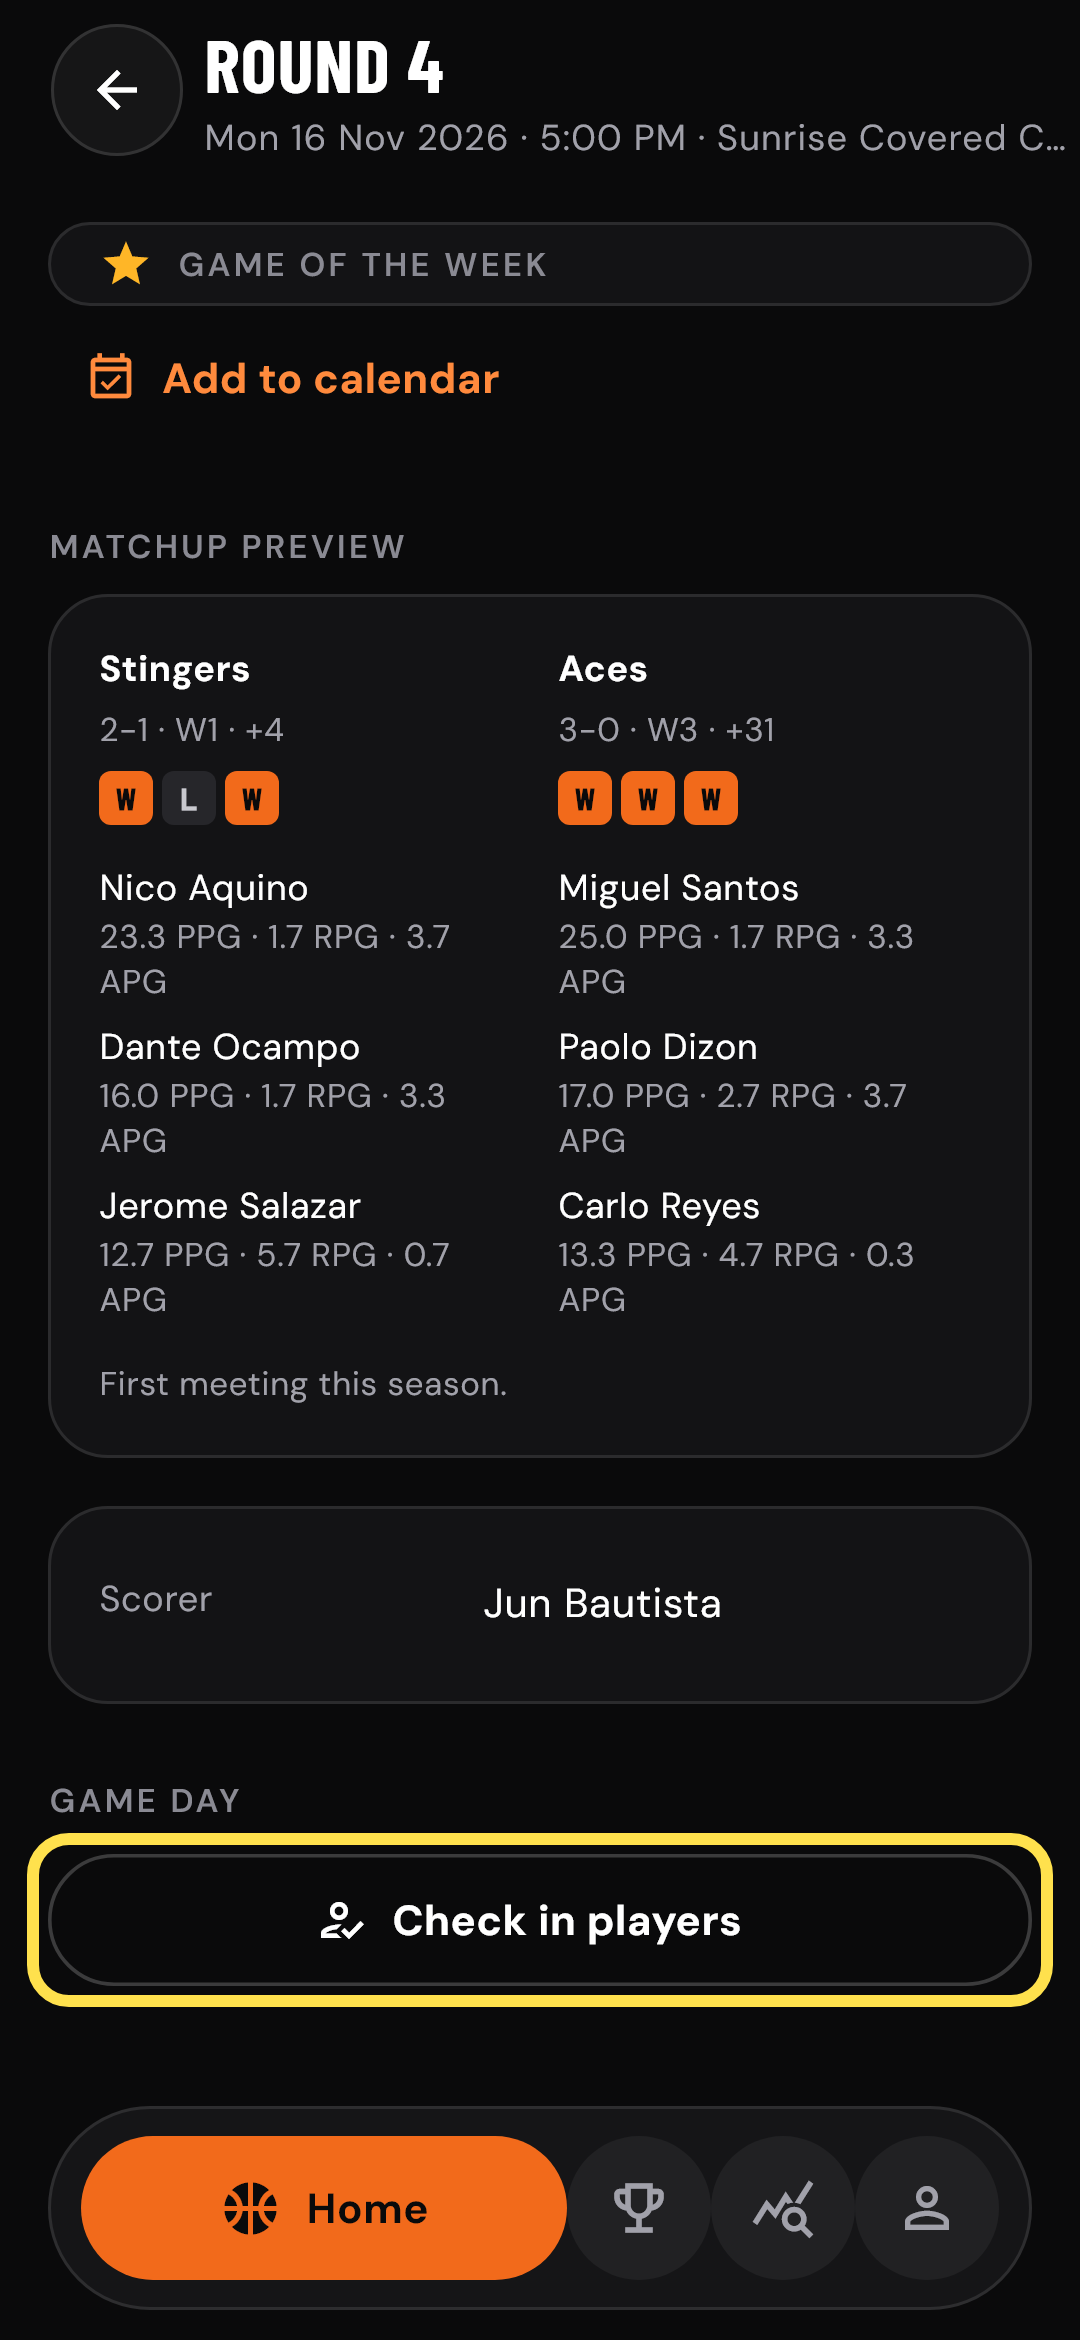 ROUND 4
Mon 16 Nov 2026 · 5:00 PM · Sunrise Covered C...
GAME OF THE WEEK
Add to calendar
MATCHUP PREVIEW
Stingers
2–1 · W1 · +4
W L W
Nico Aquino
23.3 PPG · 1.7 RPG · 3.7
APG
Dante Ocampo
16.0 PPG · 1.7 RPG · 3.3
APG
Jerome Salazar
12.7 PPG · 5.7 RPG · 0.7
APG
Aces
3–0 · W3 · +31
W W W
Miguel Santos
25.0 PPG · 1.7 RPG · 3.3
APG
Paolo Dizon
17.0 PPG · 2.7 RPG · 3.7
APG
Carlo Reyes
13.3 PPG · 4.7 RPG · 0.3
APG
First meeting this season.
Scorer
Jun Bautista
GAME DAY
Check in players
Home